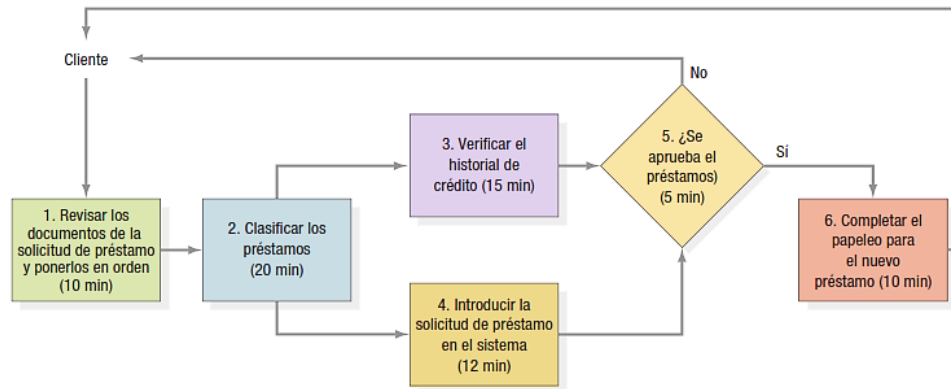 Cliente
No
1. Revisar los
documentos de la
solicitud de préstamo
y ponerlos en orden
(10 min)
2. Clasificar los
préstamos
(20 min)
3. Verificar el
historial de
crédito (15 min)
4. Introducir la
solicitud de préstamo
en el sistema
(12 min)
5. ¿Se
aprueba el
préstamos)
(5 min)
Sí
6. Completar el
papeleo para
el nuevo
préstamo (10 min)